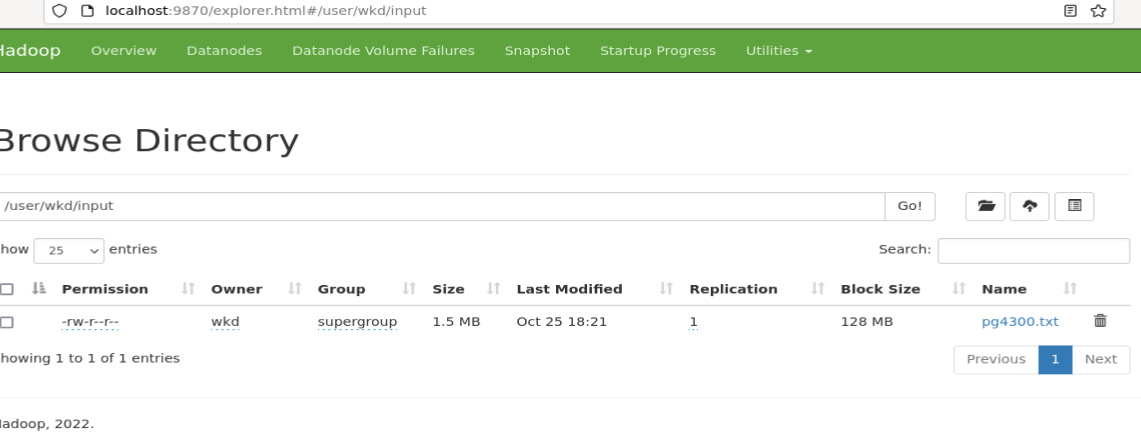 localhost:9870/explorer.html#/user/wkd/input
Hadoop Overview Datanodes Datanode Volume Failures Snapshot Startup Progress Utilities
Browse Directory
/user/wkd/input Go!
how 25 entries Search:
Permission Owner Group Size Last Modified Replication Block Size Name
-rw-r--r-- wkd supergroup 1.5 MB Oct 25 18:21 1 128 MB pg4300.txt
howing 1 to 1 of 1 entries Previous 1 Next
adoop, 2022.